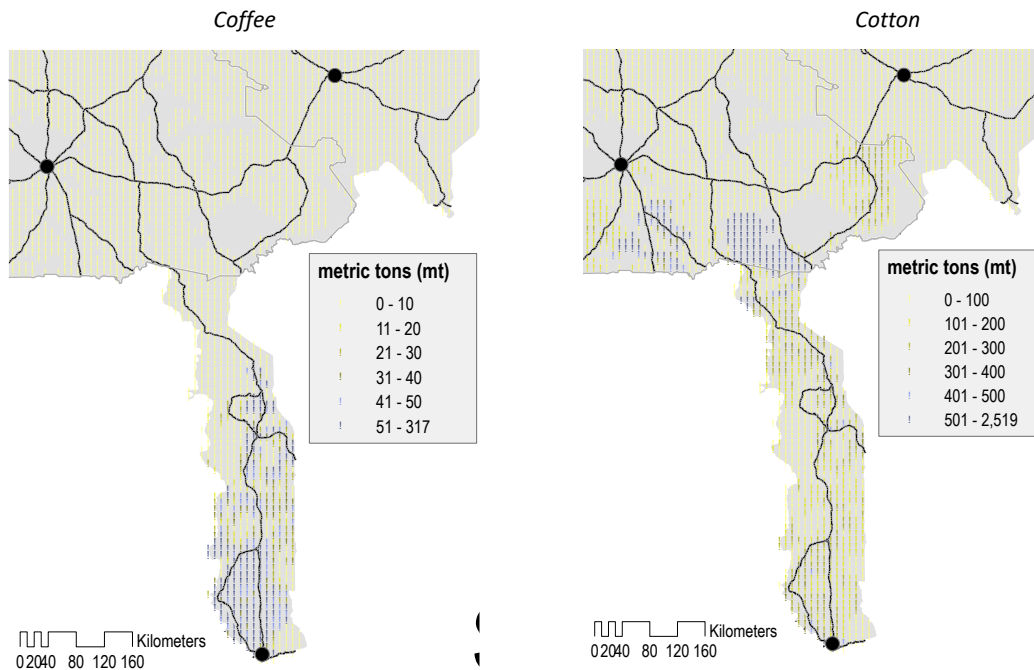 Coffee
Cotton
metric tons (mt)
0 - 10
11 - 20
21 - 30
31 - 40
41 - 50
51 - 317
metric tons (mt)
0 - 100
101 - 200
201 - 300
301 - 400
401 - 500
501 - 2,519
Kilometers
0 20 40 80 120 160
Kilometers
0 20 40 80 120 160